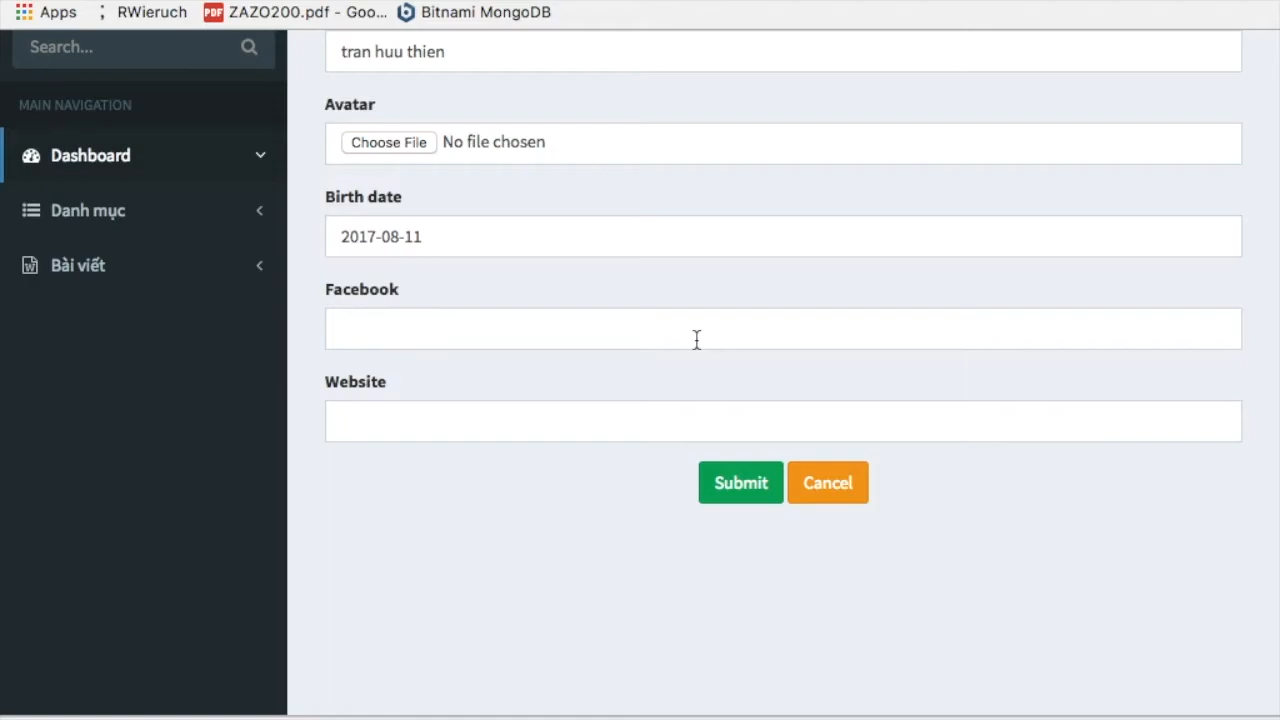 Apps RWieruch PDF ZAZO200.pdf - Goo... Bitnami MongoDB
Search...
MAIN NAVIGATION
Dashboard
Danh mục
W Bài viết
tran huu thien
Avatar
Choose File No file chosen
Birth date
2017-08-11
Facebook
Website
Submit Cancel